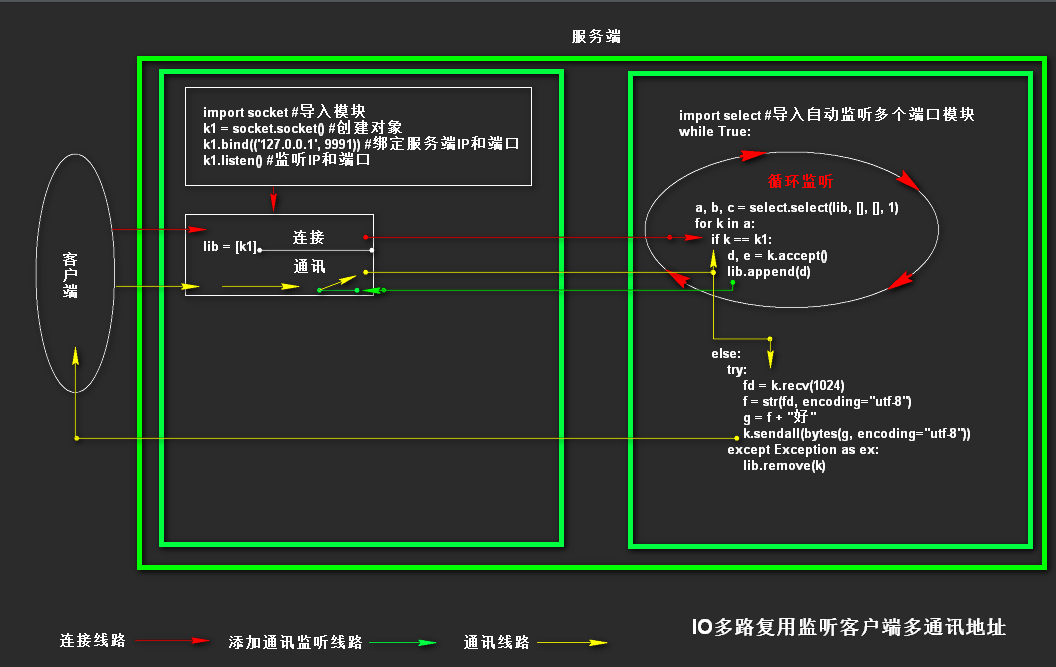 服务端
import socket #导入模块
k1 = socket.socket() #创建对象
k1.bind(('127.0.0.1', 9991)) #绑定服务端IP和端口
k1.listen() #监听IP和端口
lib = [k1]
连接
通讯
客户端
import select #导入自动监听多个端口模块
while True:
循环监听
a, b, c = select.select(lib, [], [], 1)
for k in a:
if k == k1:
d, e = k.accept()
lib.append(d)
else:
try:
fd = k.recv(1024)
f = str(fd, encoding="utf-8")
g = f + "好"
k.sendall(bytes(g, encoding="utf-8"))
except Exception as ex:
lib.remove(k)
连接线路
添加通讯监听线路
通讯线路
IO多路复用监听客户端多通讯地址